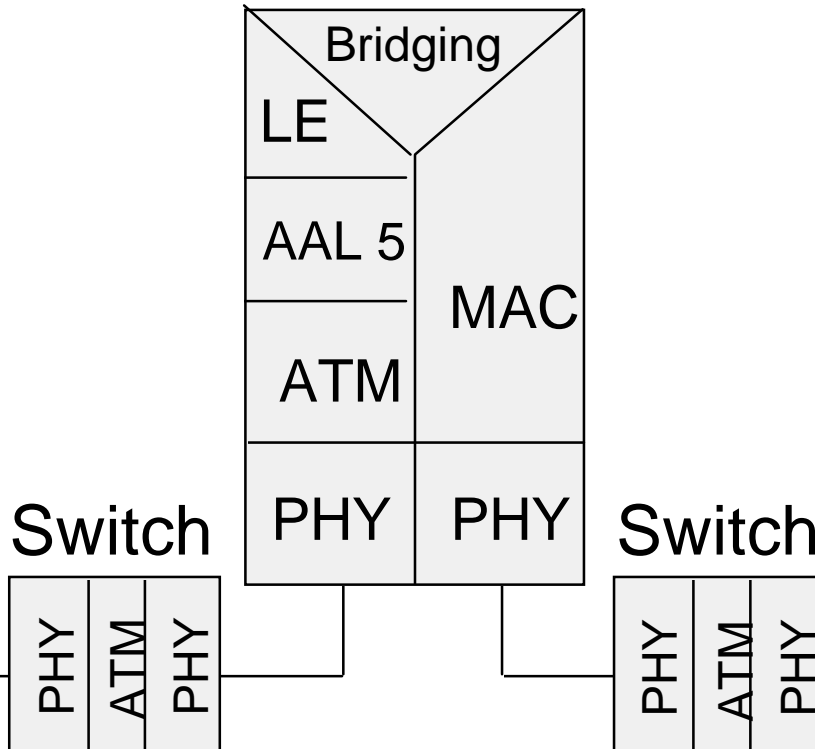 Bridging
LE
AAL 5
MAC
ATM
PHY
PHY
Switch
Switch
PHY
ATM
PHY
PHY
ATM
PHY